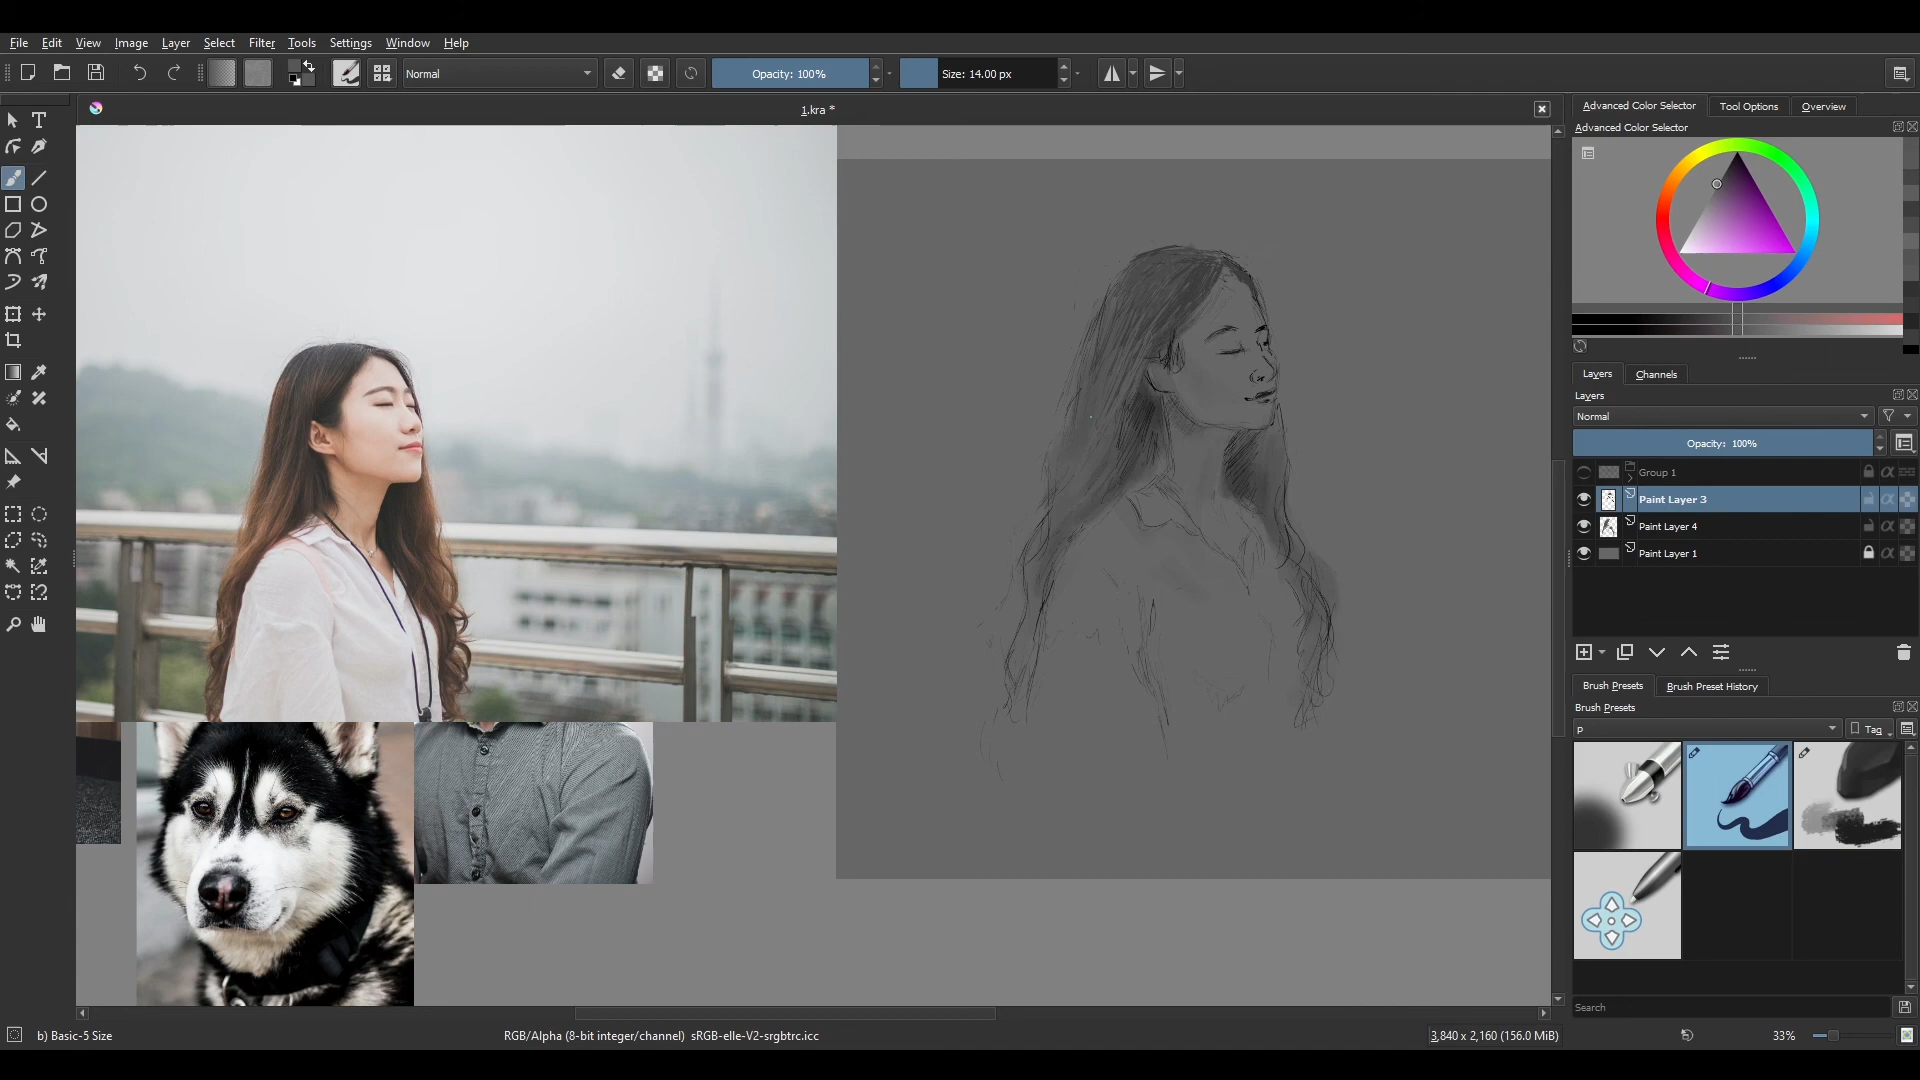 File Edit View Image Layer Select Filter Tools Settings Window Help
Normal Opacity: 100% Size: 14.00 px
1.kra *
Advanced Color Selector Tool Options Overview
Advanced Color Selector
Layers Channels
Layers
Normal
Opacity: 100%
Group 1
Paint Layer 3
Paint Layer 4
Paint Layer 1
Brush Presets Brush Preset History
Brush Presets
p Tag
Search
b) Basic-5 Size RGB/Alpha (8-bit integer/channel) sRGB-elle-V2-srgbtrc.icc 3,840 x 2,160 (156.0 MiB) 33%